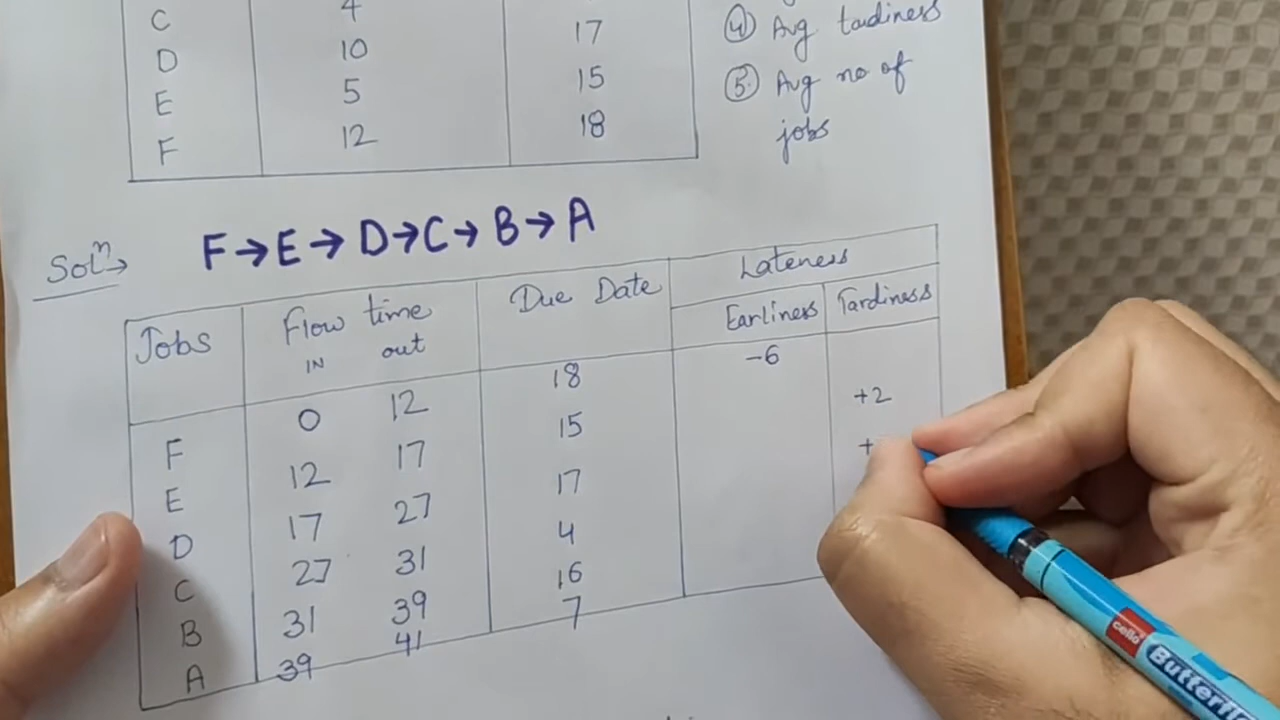 C 4
D 10 17
E 5 15
F 12 18
④ Avg. tardiness
⑤ Avg no of
jobs
Solⁿ→ F→E→D→C→B→A
Jobs Flow time Due Date Lateness
IN out Earliness Tardiness
F 0 12 18 -6
E 12 17 15 +2
D 17 27 17 +
C 27 31 4
B 31 39 16
A 39 41 7
cello
Butterfl